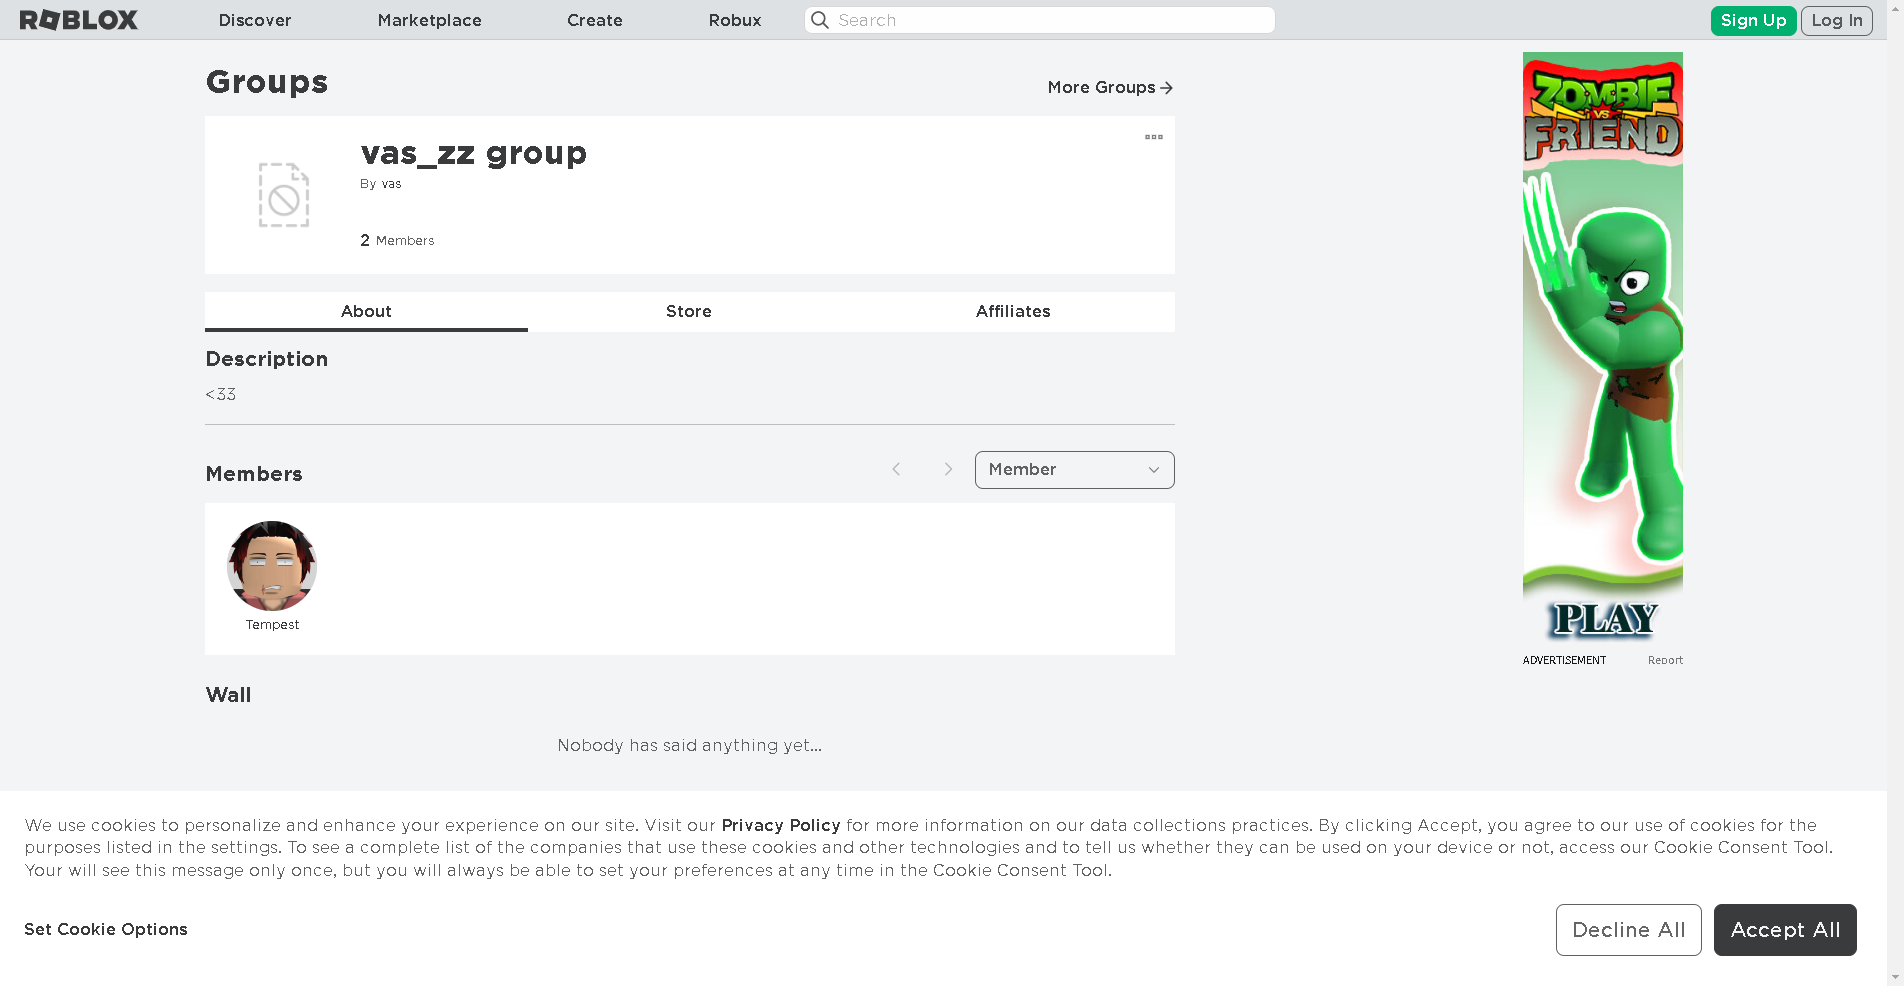 ROBLOX Discover Marketplace Create Robux Search Sign Up Log In
Groups
More Groups
vas_zz group
By vas
2 Members
About Store Affiliates
Description
<33
Members
Member
Tempest
Wall
Nobody has said anything yet...
ZOMBIE
VS
FRIEND
PLAY
ADVERTISEMENT Report
We use cookies to personalize and enhance your experience on our site. Visit our Privacy Policy for more information on our data collections practices. By clicking Accept, you agree to our use of cookies for the
purposes listed in the settings. To see a complete list of the companies that use these cookies and other technologies and to tell us whether they can be used on your device or not, access our Cookie Consent Tool.
Your will see this message only once, but you will always be able to set your preferences at any time in the Cookie Consent Tool.
Set Cookie Options
Decline All Accept All